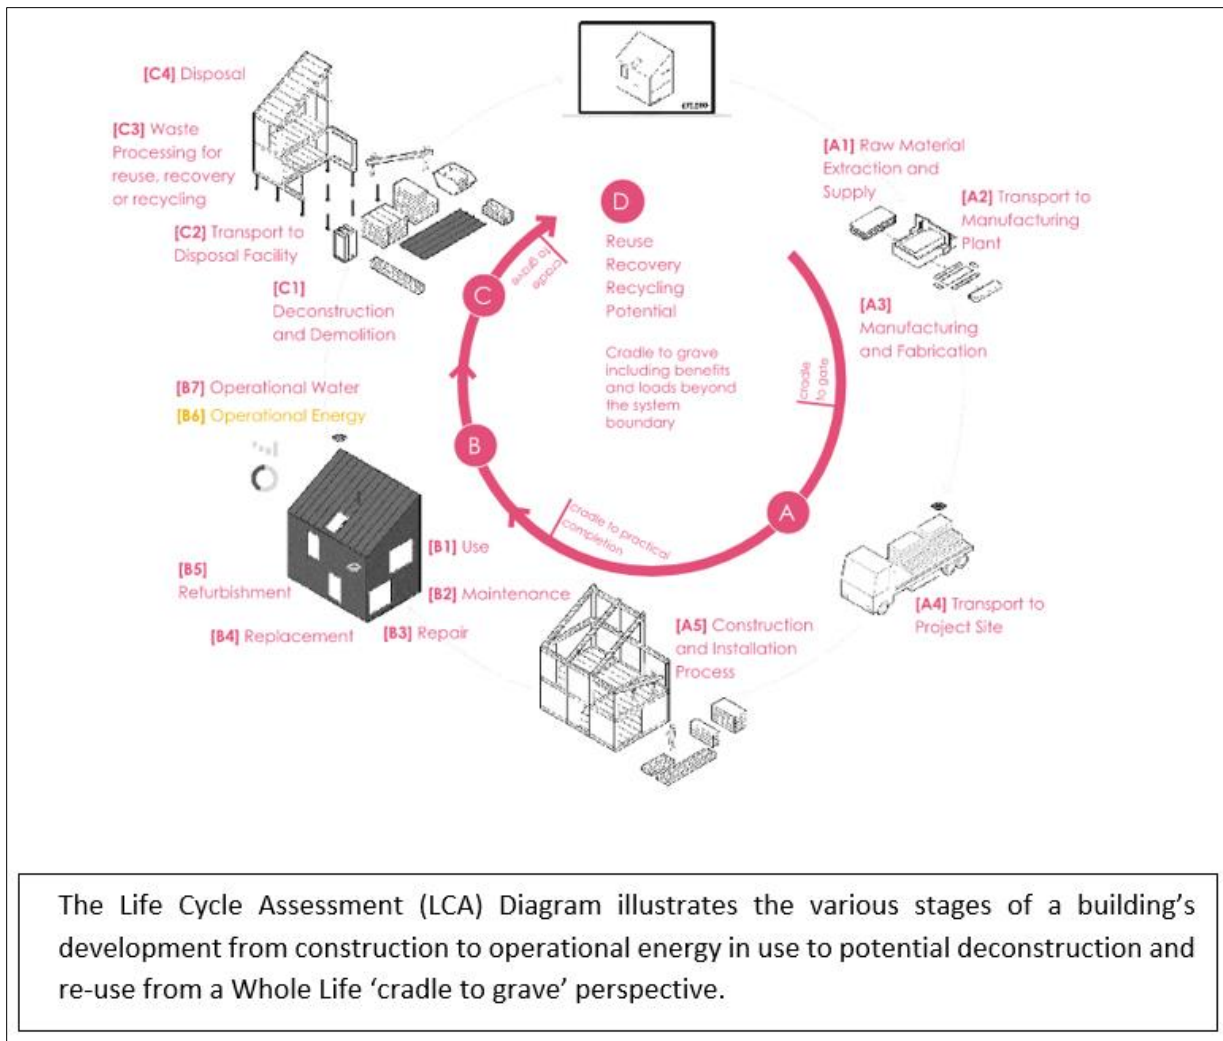 [C4] Disposal
[C3] Waste
Processing for
reuse, recovery
or recycling
[C2] Transport to
Disposal Facility
[C1]
Deconstruction
and Demolition
[A1] Raw Material
Extraction and
Supply
[A2] Transport to
Manufacturing
Plant
[A3]
Manufacturing
and Fabrication
D
Reuse
Recovery
Recycling
Potential
Cradle to grave
including benefits
and loads beyond
the system
boundary
cradle
to gate
cradle
to grave
C
B
A
cradle to practical
completion
[B7] Operational Water
[B6] Operational Energy
[B1] Use
[B5]
Refurbishment
[B2] Maintenance
[B4] Replacement
[B3] Repair
[A5] Construction
and Installation
Process
[A4] Transport to
Project Site
The Life Cycle Assessment (LCA) Diagram illustrates the various stages of a building’s
development from construction to operational energy in use to potential deconstruction and
re-use from a Whole Life ‘cradle to grave’ perspective.